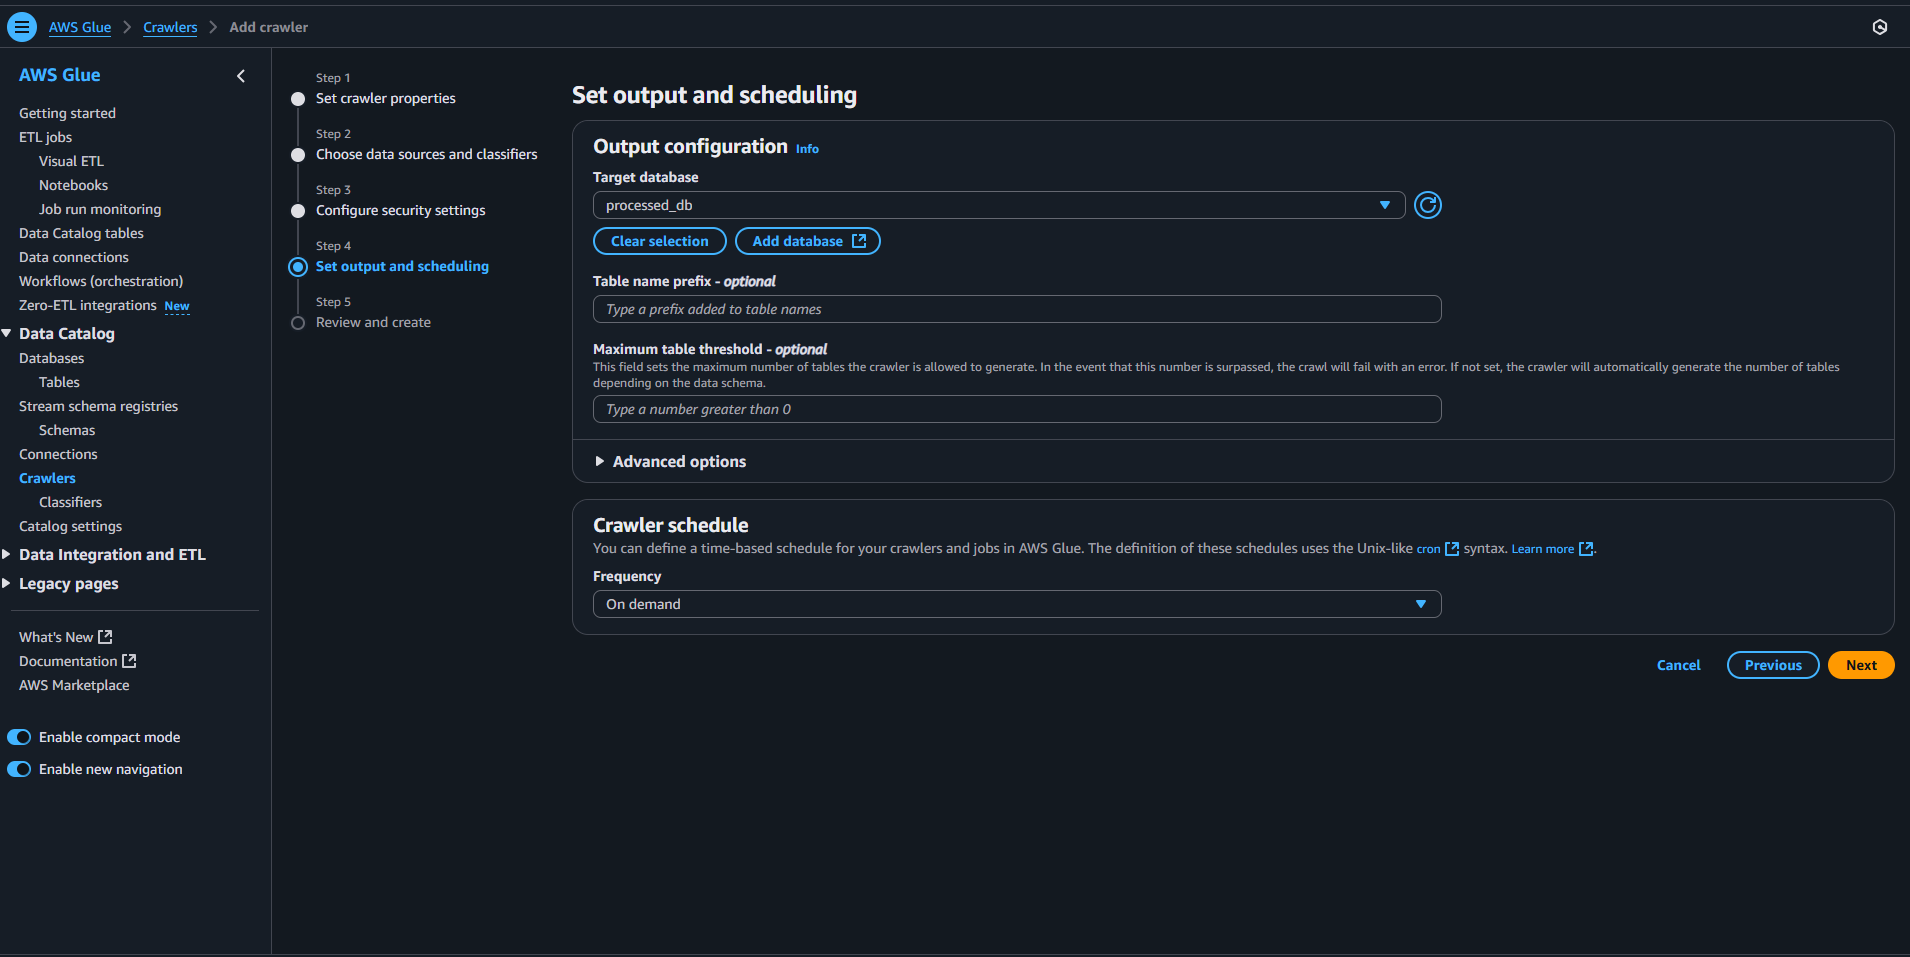 AWS Glue
Crawlers
Add crawler
AWS Glue
Getting started
ETL jobs
Visual ETL
Notebooks
Job run monitoring
Data Catalog tables
Data connections
Workflows (orchestration)
Zero-ETL integrations New
Data Catalog
Databases
Tables
Stream schema registries
Schemas
Connections
Crawlers
Classifiers
Catalog settings
Data Integration and ETL
Legacy pages
What's New
Documentation
AWS Marketplace
Enable compact mode
Enable new navigation
Step 1
Set crawler properties
Step 2
Choose data sources and classifiers
Step 3
Configure security settings
Step 4
Set output and scheduling
Step 5
Review and create
Set output and scheduling
Output configuration Info
Target database
processed_db
Clear selection
Add database
Table name prefix - optional
Type a prefix added to table names
Maximum table threshold - optional
This field sets the maximum number of tables the crawler is allowed to generate. In the event that this number is surpassed, the crawl will fail with an error. If not set, the crawler will automatically generate the number of tables
depending on the data schema.
Type a number greater than 0
Advanced options
Crawler schedule
You can define a time-based schedule for your crawlers and jobs in AWS Glue. The definition of these schedules uses the Unix-like cron syntax. Learn more.
Frequency
On demand
Cancel
Previous
Next